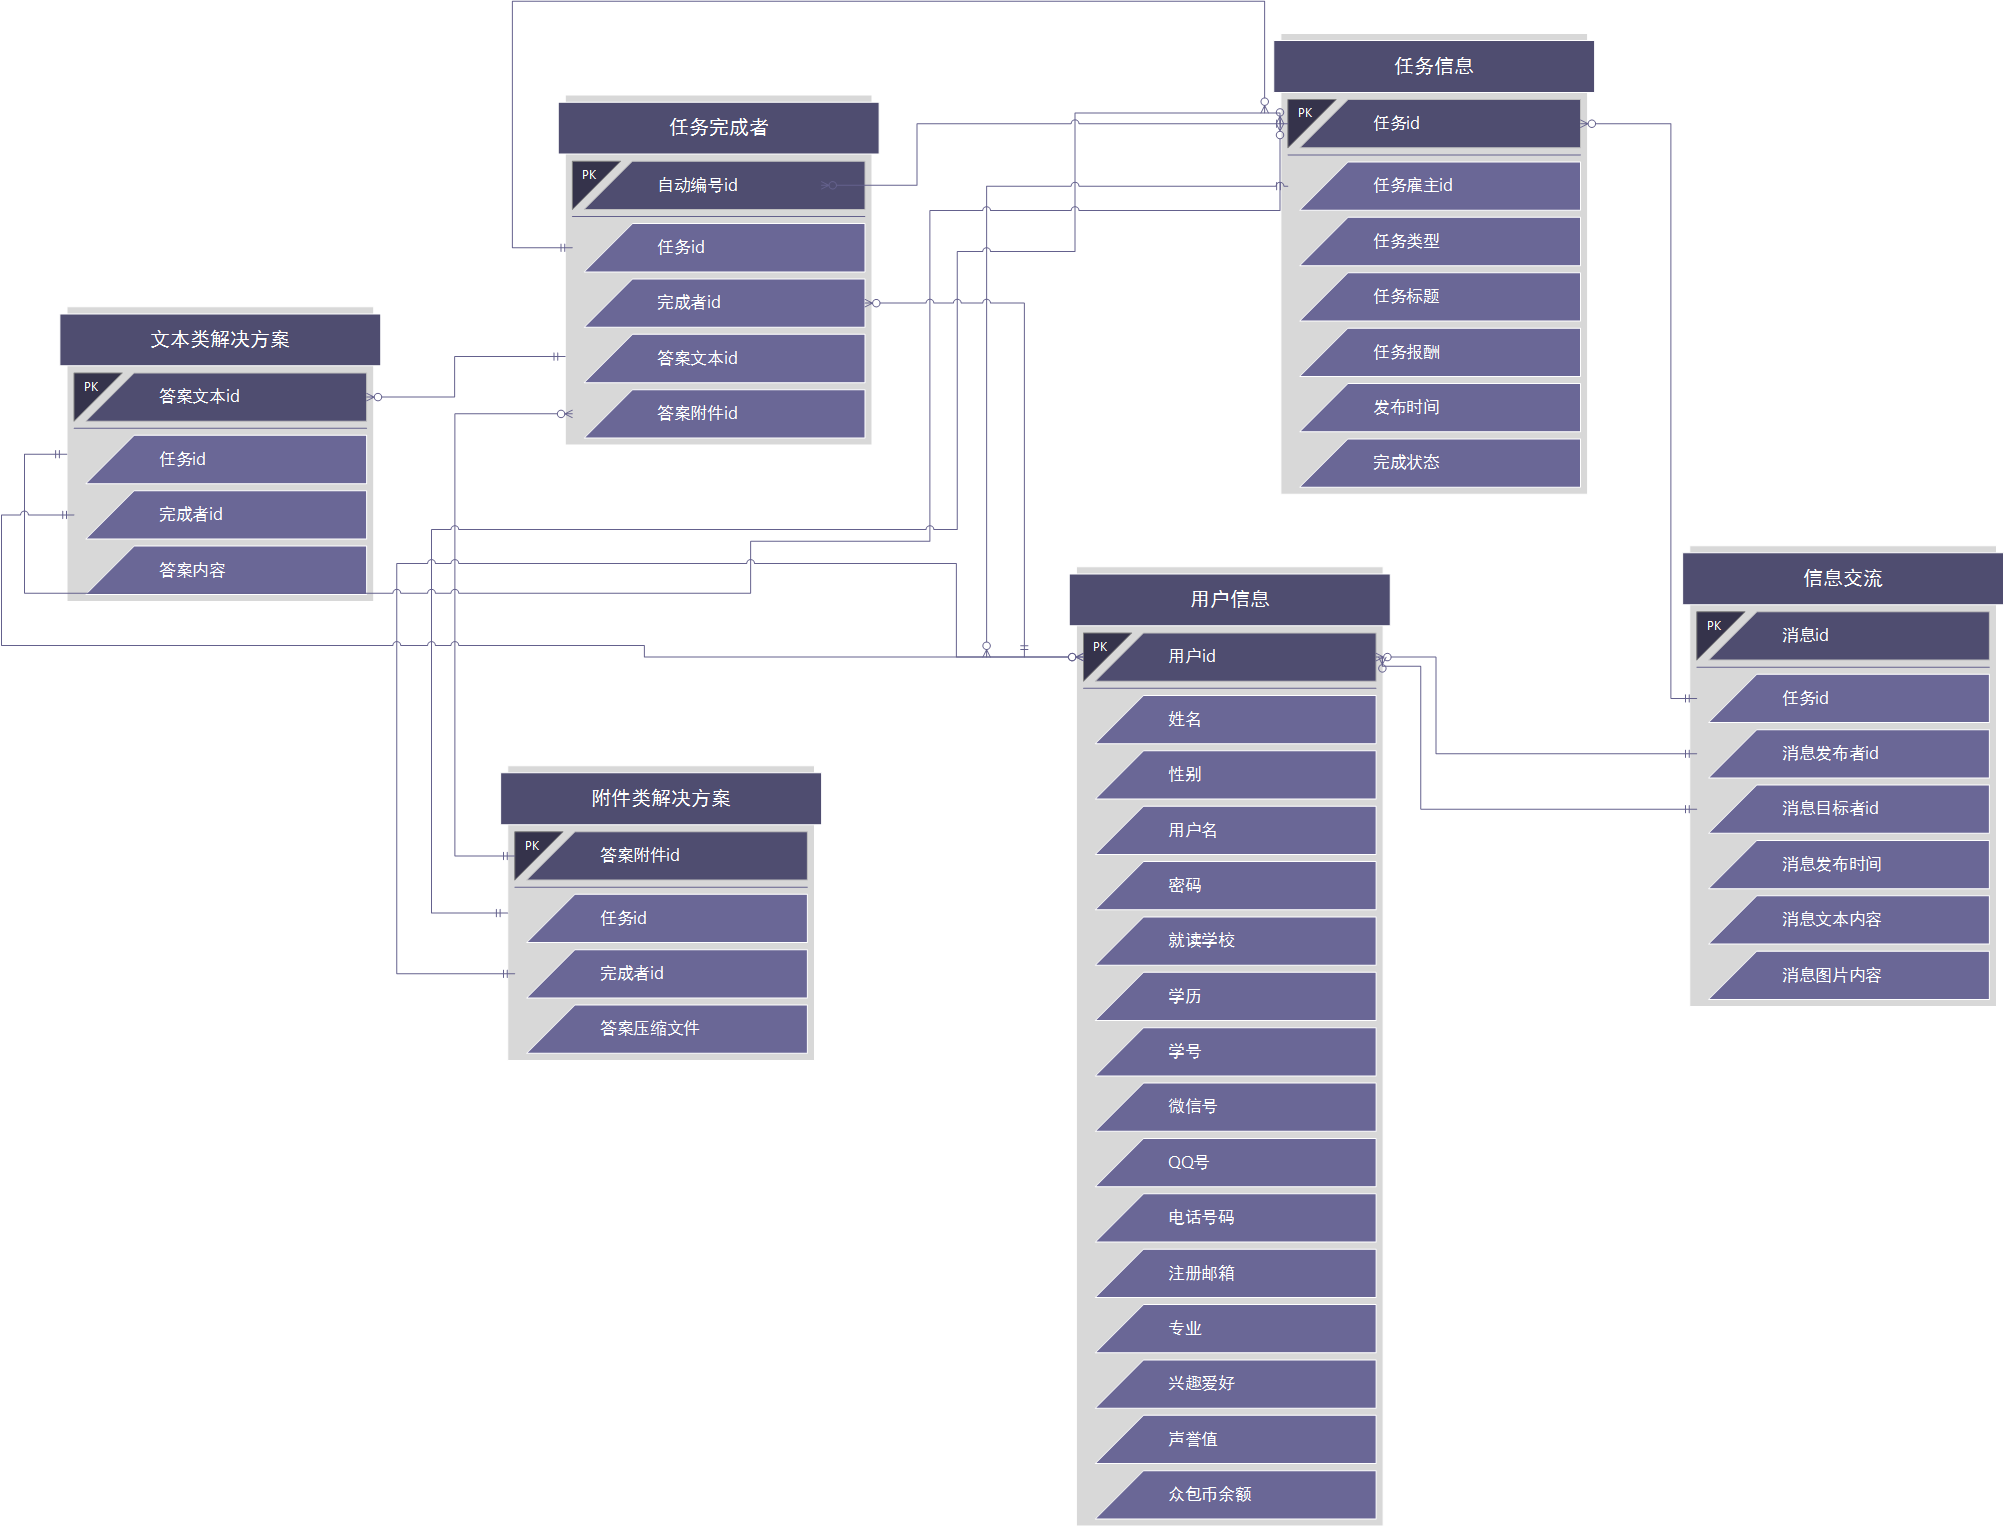 任务信息
PK
任务id
任务雇主id
任务类型
任务标题
任务报酬
发布时间
完成状态
任务完成者
PK
自动编号id
任务id
完成者id
答案文本id
答案附件id
文本类解决方案
PK
答案文本id
任务id
完成者id
答案内容
信息交流
PK
消息id
任务id
消息发布者id
消息目标者id
消息发布时间
消息文本内容
消息图片内容
用户信息
PK
用户id
姓名
性别
用户名
密码
就读学校
学历
学号
微信号
QQ号
电话号码
注册邮箱
专业
兴趣爱好
声誉值
众包币余额
附件类解决方案
PK
答案附件id
任务id
完成者id
答案压缩文件